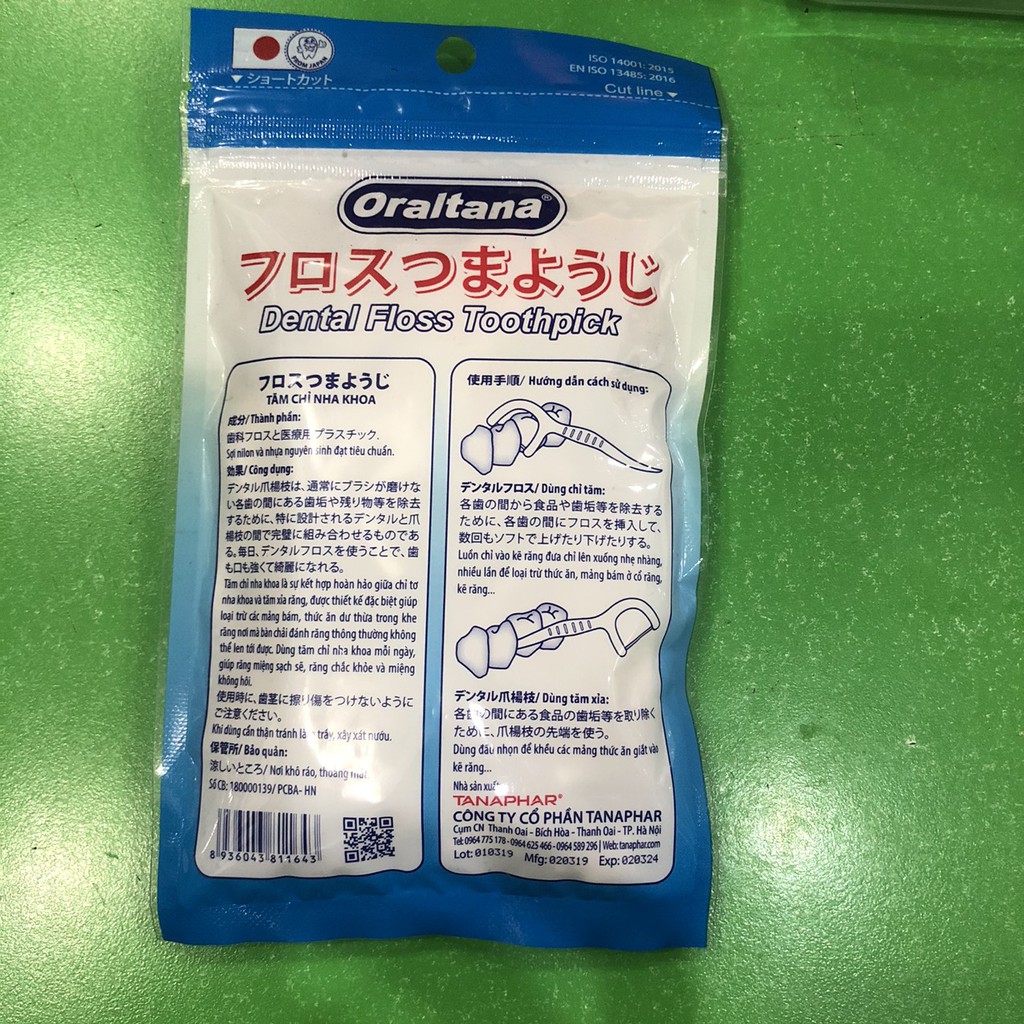 FROM JAPAN
▼ショートカット
ISO 14001: 2015
EN ISO 13485: 2016
Cut line ▼
Oraltana®
フロスつまようじ
Dental Floss Toothpick
フロスつまようじ
TĂM CHỈ NHA KHOA
成分/ Thành phần:
歯科フロスと医療用プラスチック.
Sợi nilon và nhựa nguyên sinh đạt tiêu chuẩn.
効果/ Công dụng:
デンタル爪楊枝は、通常にブラシが磨けな
い各歯の間にある歯垢や残り物等を除去
するために、特に設計されるデンタルと爪
楊枝の間で完璧に組み合わせるものであ
る。毎日、デンタルフロスを使うことで、歯
も口も強くて綺麗になれる。
Tăm chỉ nha khoa là sự kết hợp hoàn hảo giữa chỉ tơ
nha khoa và tăm xỉa răng, được thiết kế đặc biệt giúp
loại trừ các mảng bám, thức ăn dư thừa trong khe
răng nơi mà bàn chải đánh răng thông thường không
thể len tới được. Dùng tăm chỉ nha khoa mỗi ngày,
giúp răng miệng sạch sẽ, răng chắc khỏe và miệng
không hôi.
使用時に、歯茎に擦り傷をつけないように
ご注意ください。
Khi dùng cẩn thận tránh làm trầy, xây xát nướu.
保管所/ Bảo quản:
涼しいところ/ Nơi khô ráo, thoáng mát.
Số CB: 180000139/ PCBA- HN
8 936043 811643
使用手順/ Hướng dẫn cách sử dụng:
デンタルフロス/ Dùng chỉ tăm:
各歯の間から食品や歯垢等を除去する
ために、各歯の間にフロスを挿入して、
数回もソフトで上げたり下げたりする。
Luồn chỉ vào kẽ răng đưa chỉ lên xuống nhẹ nhàng,
nhiều lần để loại trừ thức ăn, mảng bám ở cổ răng,
kẽ răng...
デンタル爪楊枝/ Dùng tăm xỉa:
各歯の間にある食品の歯垢等を取り除く
ために、爪楊枝の先端を使う。
Dùng đầu nhọn để khều các mảng thức ăn giắt vào
kẽ răng...
Nhà sản xuất:
TANAPHAR®
CÔNG TY CỔ PHẦN TANAPHAR
Cụm CN Thanh Oai - Bích Hòa - Thanh Oai - TP. Hà Nội
Tel: 0964 775 178 - 0964 625 466 - 0964 589 296 | Web: tanaphar.com
Lot: 010319 Mfg: 020319 Exp: 020324